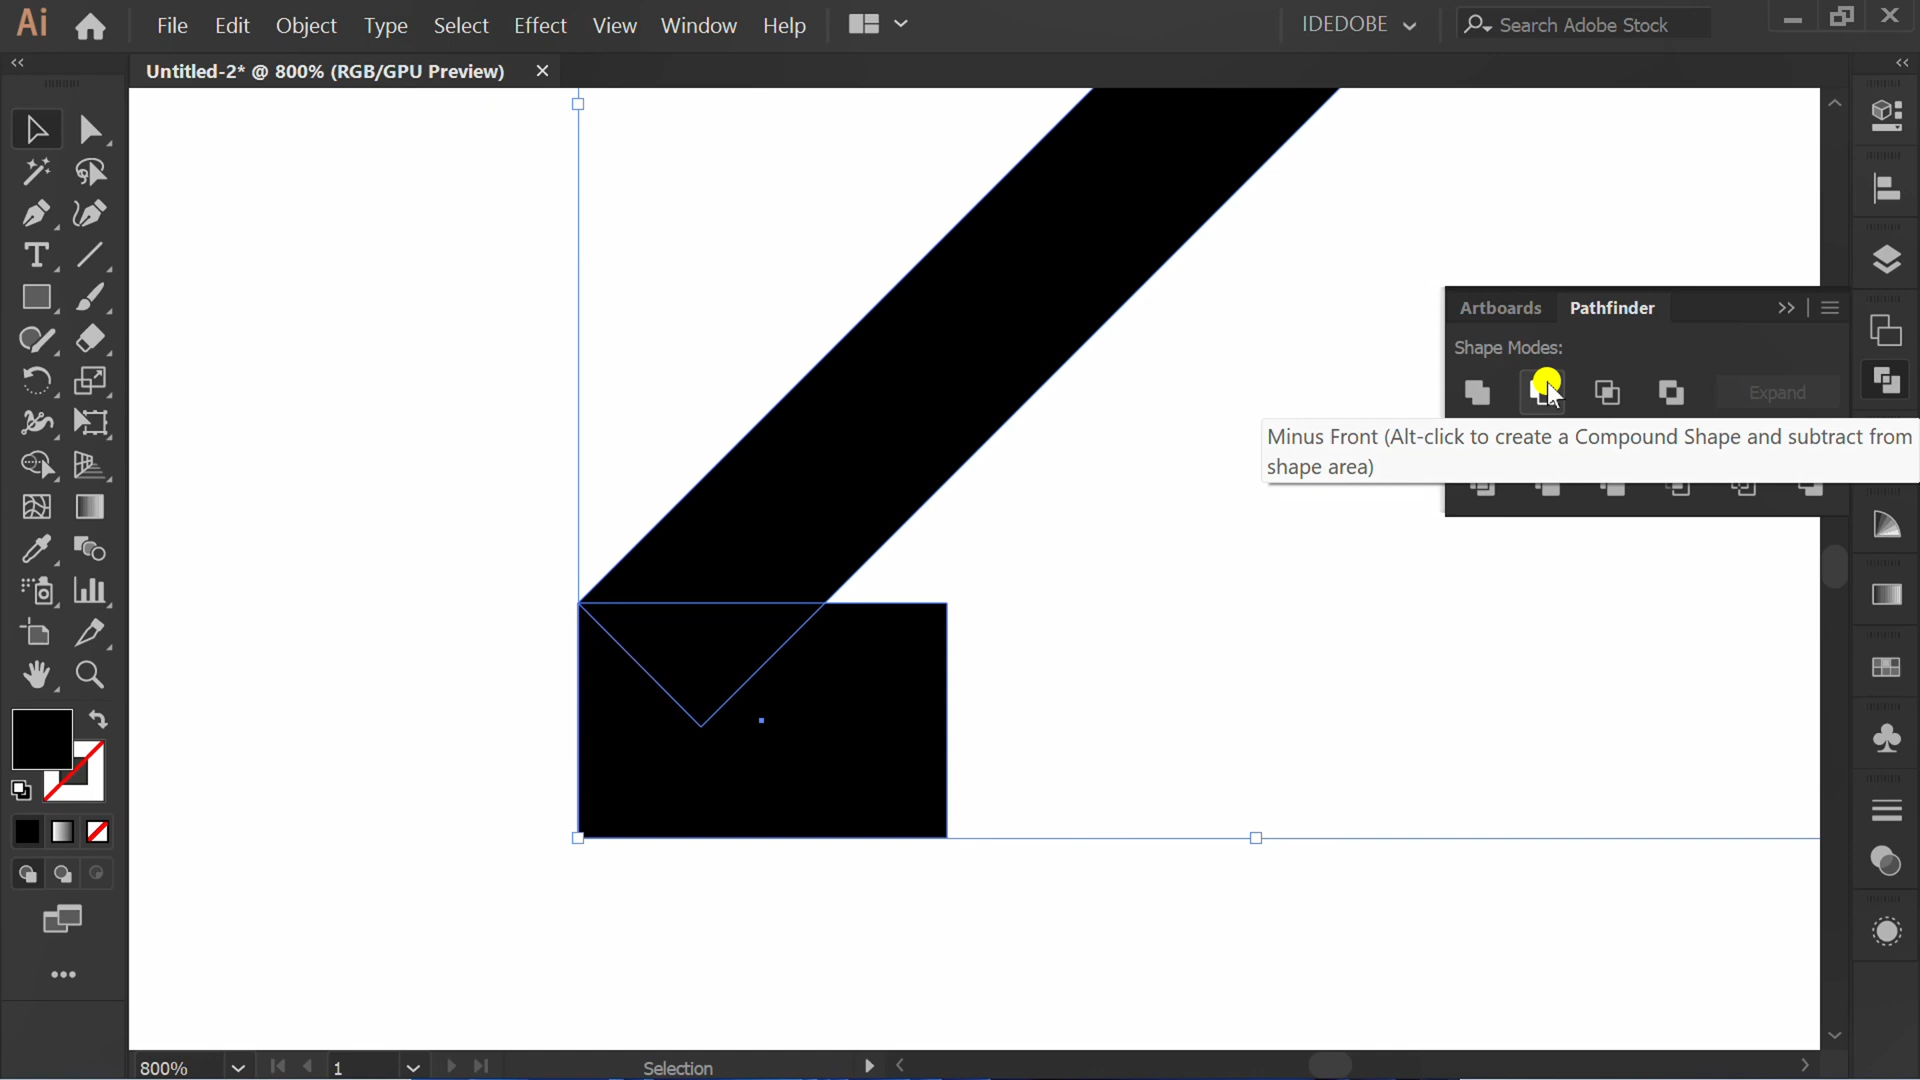 Ai File Edit Object Type Select Effect View Window Help IDEDOBE Search Adobe Stock
Untitled-2* @ 800% (RGB/GPU Preview)
Artboards Pathfinder
Shape Modes:
Expand
Minus Front (Alt-click to create a Compound Shape and subtract from
shape area)
800% 1 Selection